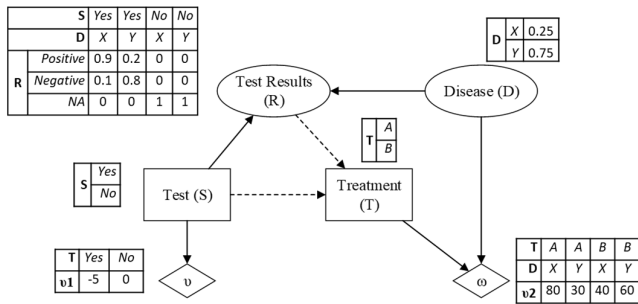 S Yes Yes No No
D X Y X Y
R
Positive 0.9 0.2 0 0
Negative 0.1 0.8 0 0
NA 0 0 1 1
D
X 0.25
Y 0.75
Test Results
(R)
Disease (D)
T
A
B
S
Yes
No
Test (S)
Treatment
(T)
T Yes No
υ1 -5 0
υ
ω
T A A B B
D X Y X Y
υ2 80 30 40 60